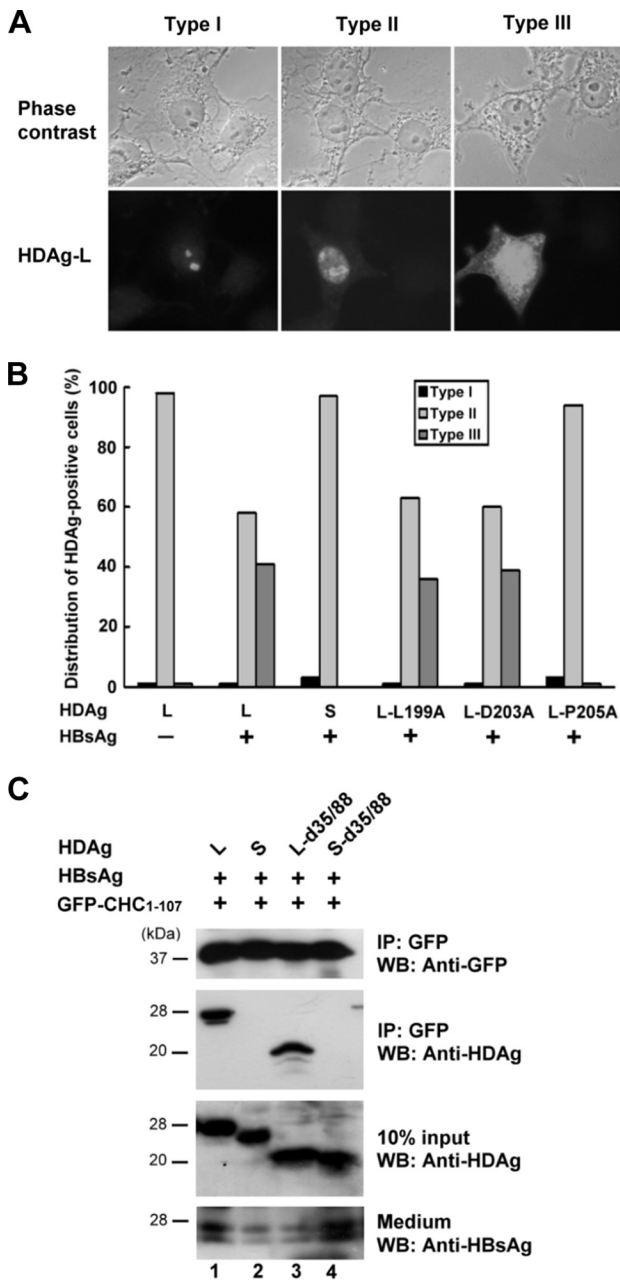 A
Type I
Type II
Type III
Phase
contrast
HDAg-L
B
Distribution of HDAg-positive cells (%)
100
80
60
40
20
0
Type I
Type II
Type III
HDAg L L S L-L199A L-D203A L-P205A
HBsAg — + + + + +
C
HDAg L S L-d35/88 S-d35/88
HBsAg + + + +
GFP-CHC1-107 + + + +
(kDa)
37
IP: GFP
WB: Anti-GFP
28
20
IP: GFP
WB: Anti-HDAg
28
20
10% input
WB: Anti-HDAg
28
Medium
WB: Anti-HBsAg
1 2 3 4